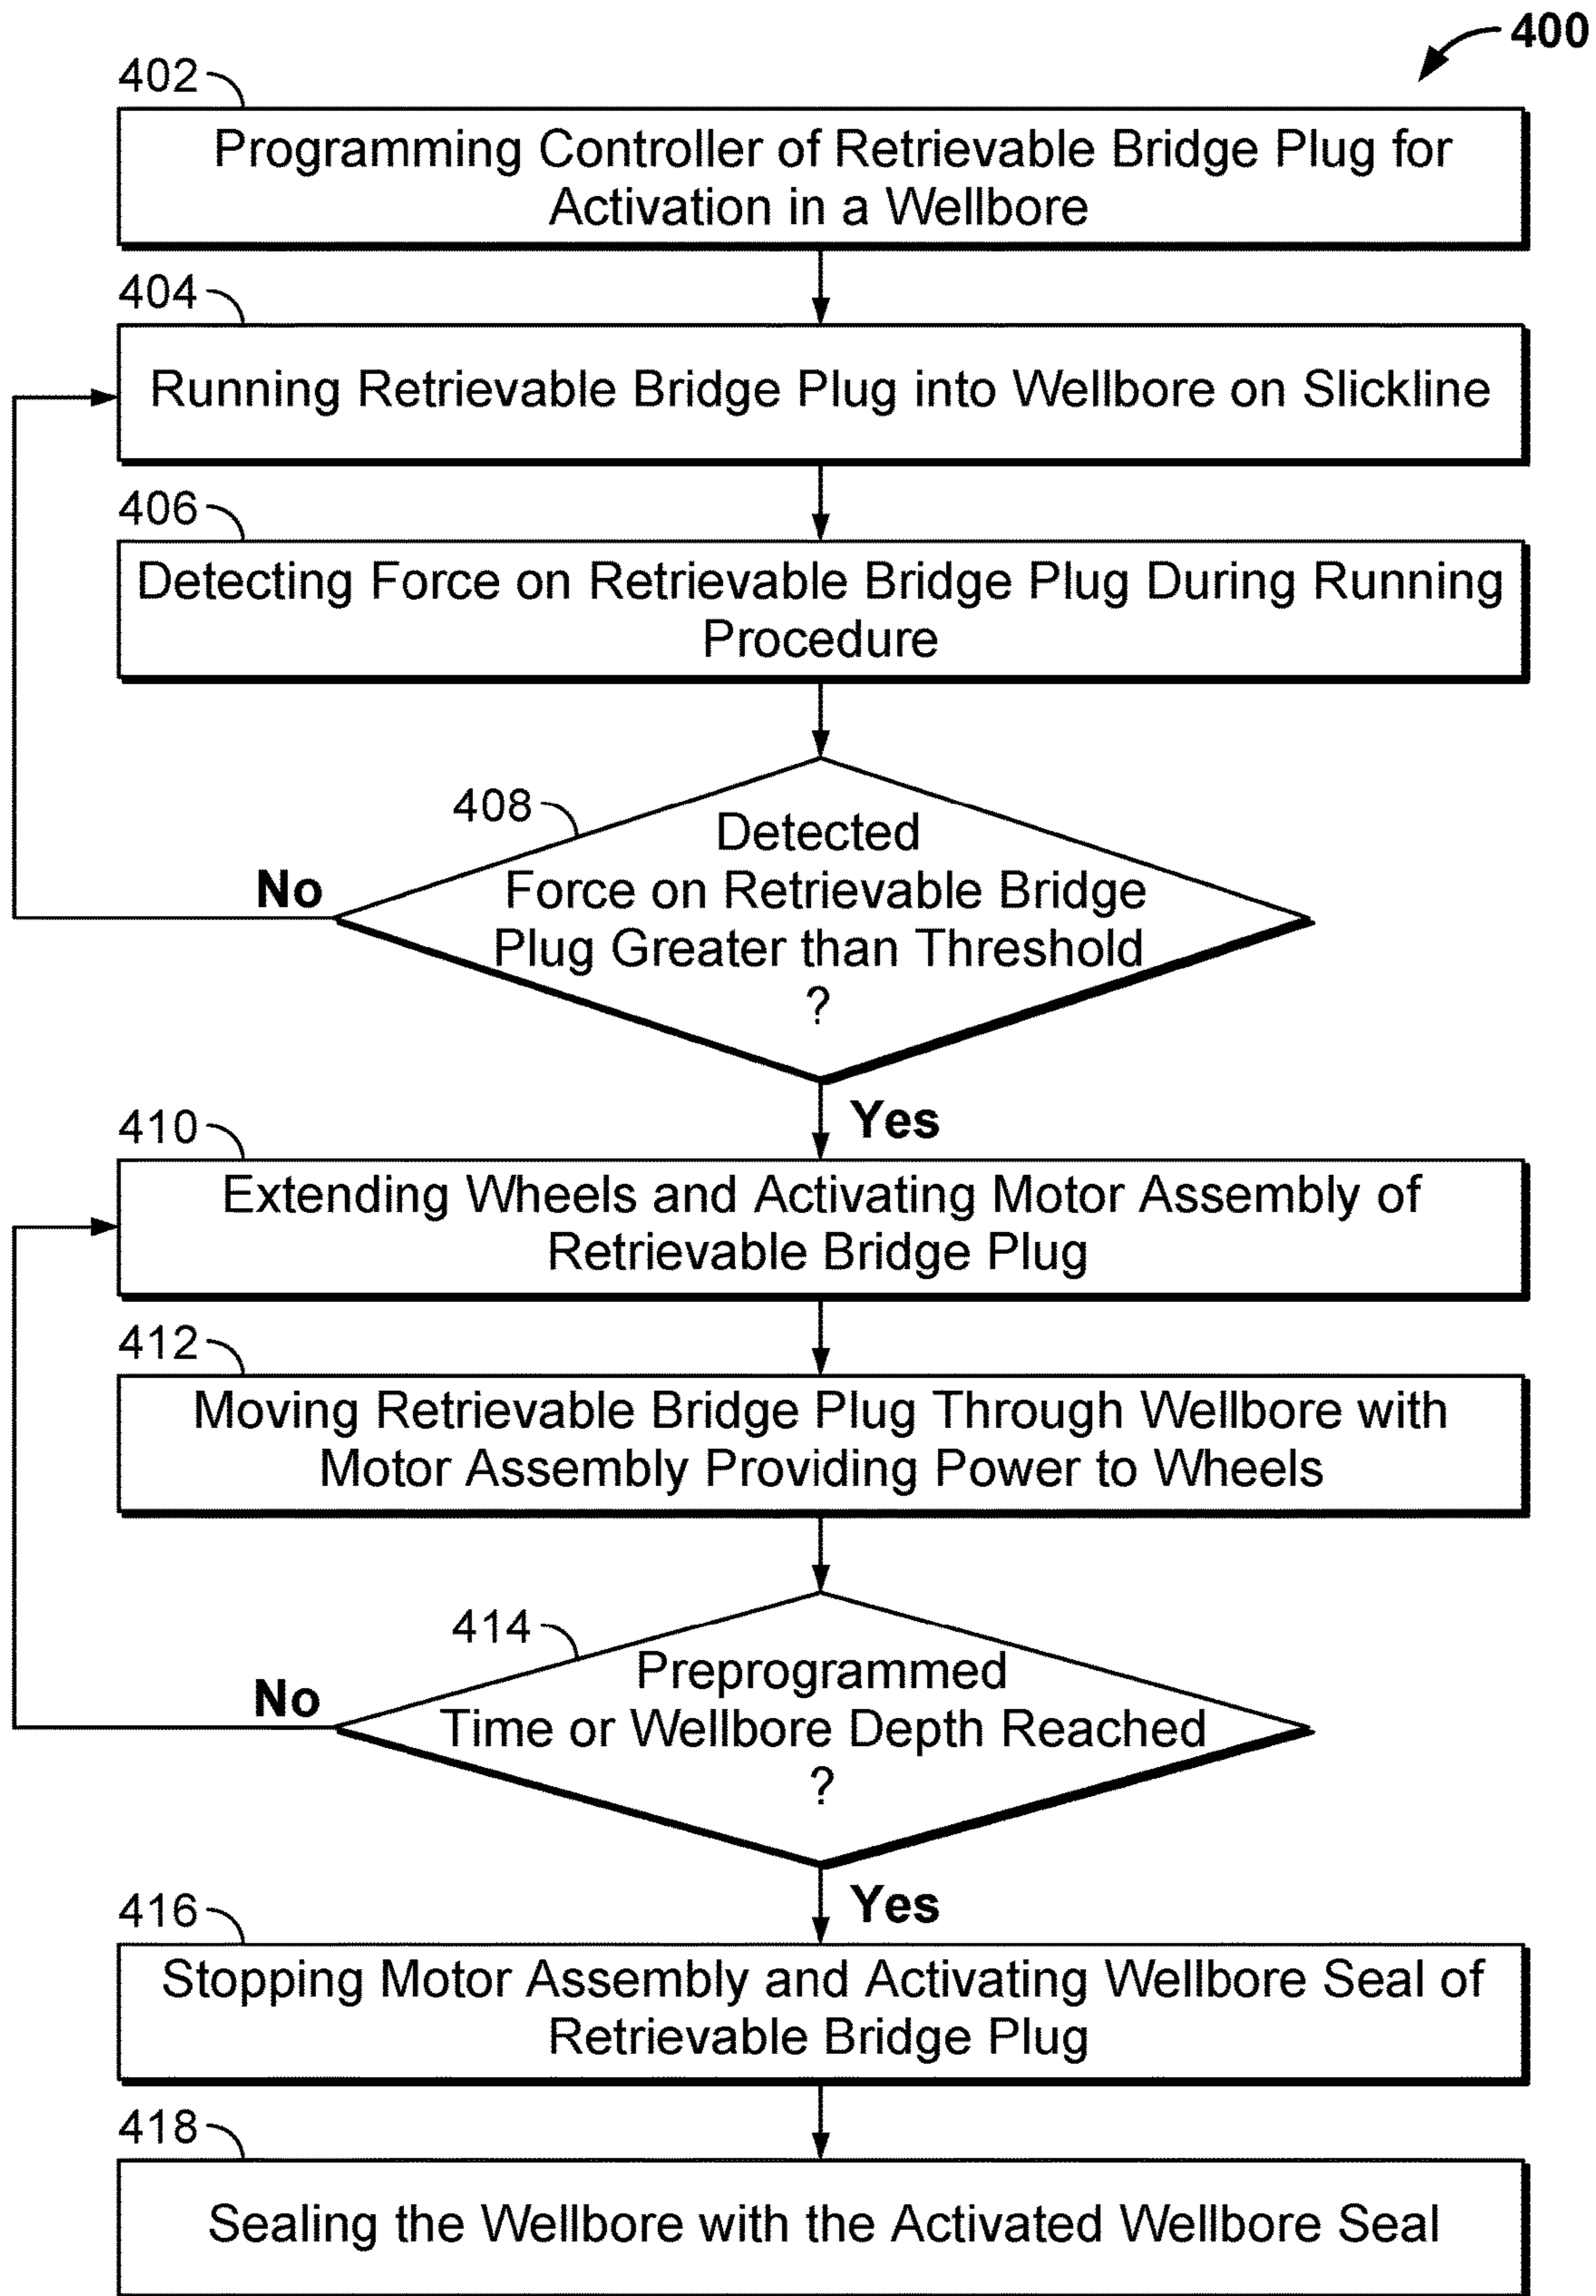 400
402
Programming Controller of Retrievable Bridge Plug for
Activation in a Wellbore
404
Running Retrievable Bridge Plug into Wellbore on Slickline
406
Detecting Force on Retrievable Bridge Plug During Running
Procedure
408
Detected
Force on Retrievable Bridge
Plug Greater than Threshold
?
No
Yes
410
Extending Wheels and Activating Motor Assembly of
Retrievable Bridge Plug
412
Moving Retrievable Bridge Plug Through Wellbore with
Motor Assembly Providing Power to Wheels
414
Preprogrammed
Time or Wellbore Depth Reached
?
No
Yes
416
Stopping Motor Assembly and Activating Wellbore Seal of
Retrievable Bridge Plug
418
Sealing the Wellbore with the Activated Wellbore Seal